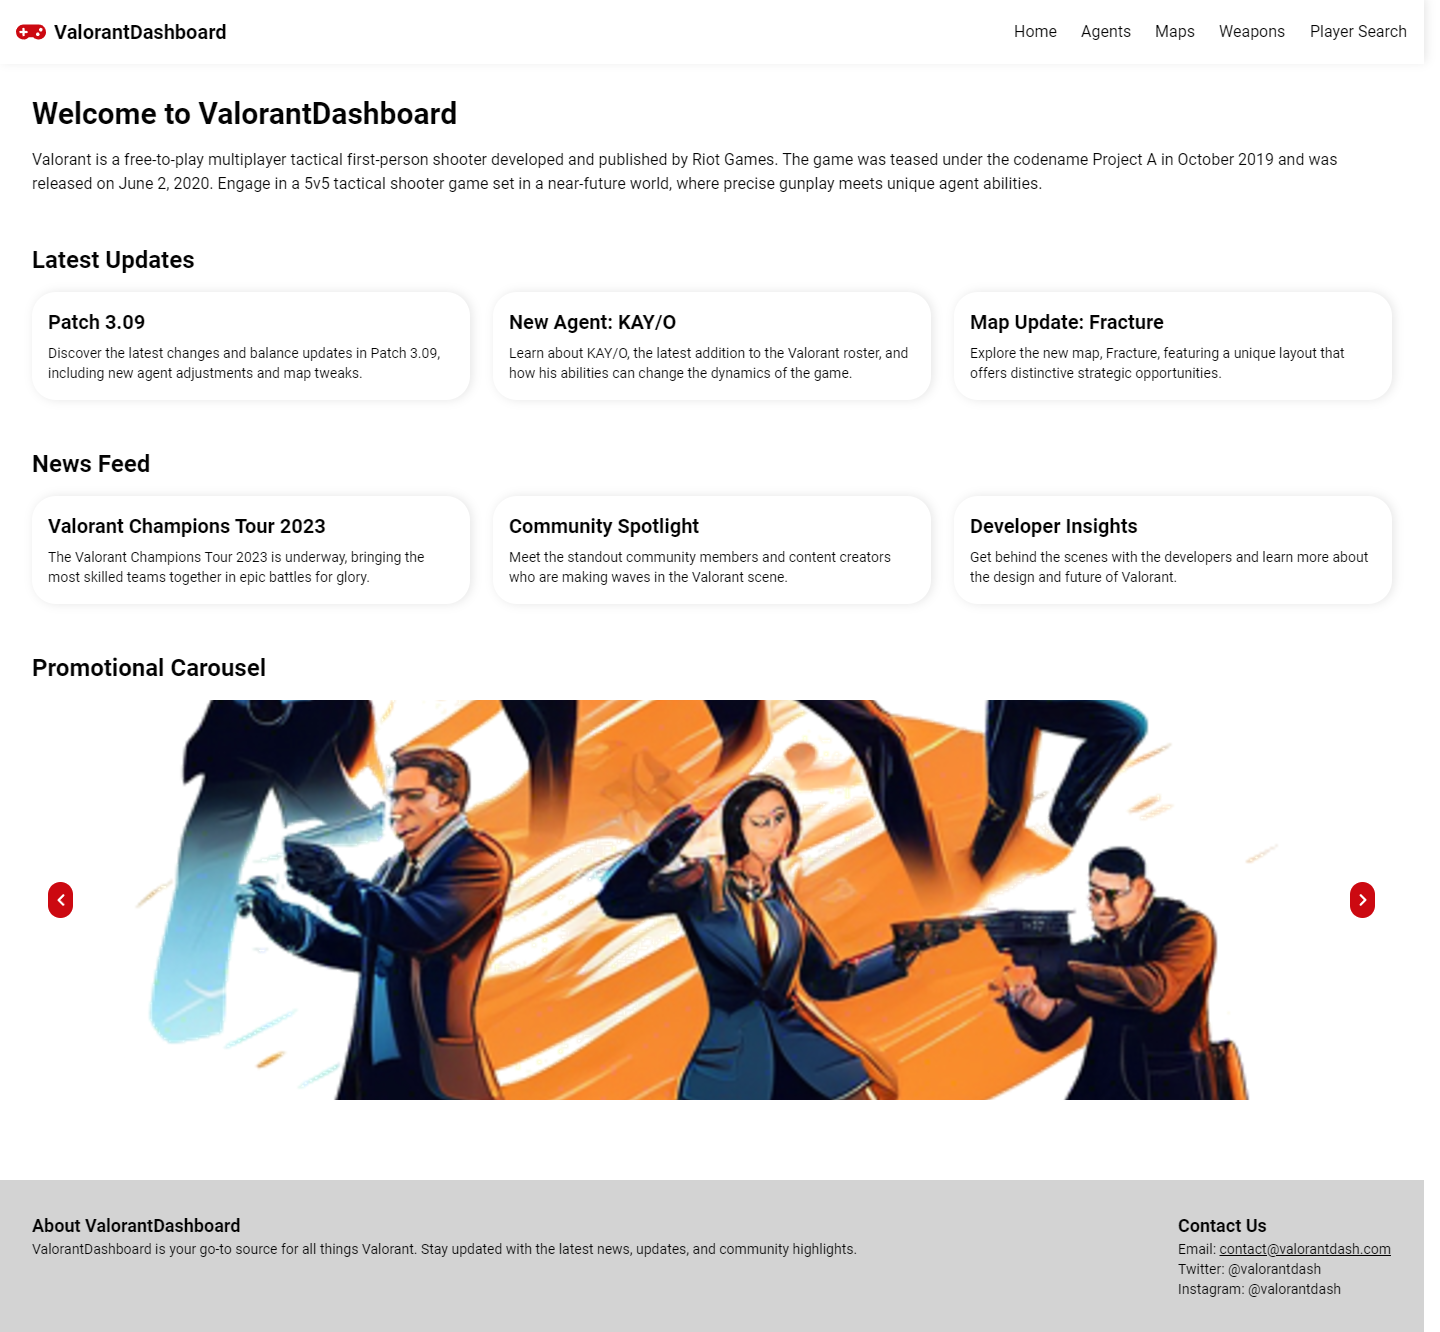 ValorantDashboard
Home Agents Maps Weapons Player Search
Welcome to ValorantDashboard
Valorant is a free-to-play multiplayer tactical first-person shooter developed and published by Riot Games. The game was teased under the codename Project A in October 2019 and was
released on June 2, 2020. Engage in a 5v5 tactical shooter game set in a near-future world, where precise gunplay meets unique agent abilities.
Latest Updates
Patch 3.09
Discover the latest changes and balance updates in Patch 3.09,
including new agent adjustments and map tweaks.
New Agent: KAY/O
Learn about KAY/O, the latest addition to the Valorant roster, and
how his abilities can change the dynamics of the game.
Map Update: Fracture
Explore the new map, Fracture, featuring a unique layout that
offers distinctive strategic opportunities.
News Feed
Valorant Champions Tour 2023
The Valorant Champions Tour 2023 is underway, bringing the
most skilled teams together in epic battles for glory.
Community Spotlight
Meet the standout community members and content creators
who are making waves in the Valorant scene.
Developer Insights
Get behind the scenes with the developers and learn more about
the design and future of Valorant.
Promotional Carousel
About ValorantDashboard
ValorantDashboard is your go-to source for all things Valorant. Stay updated with the latest news, updates, and community highlights.
Contact Us
Email: contact@valorantdash.com
Twitter: @valorantdash
Instagram: @valorantdash